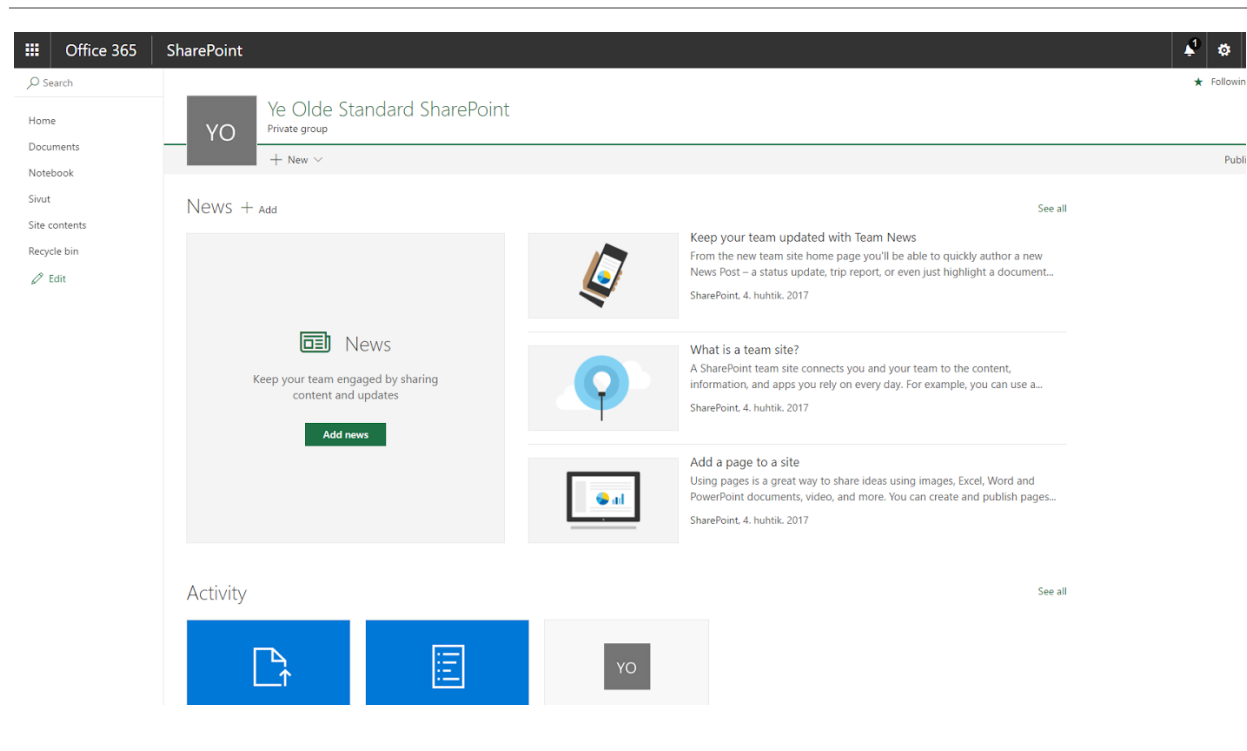 Office 365 SharePoint 1
Search
Followin
Home
Documents
Notebook
Sivut
Site contents
Recycle bin
Edit
YO
Ye Olde Standard SharePoint
Private group
New
Publi
News + Add
See all
News
Keep your team engaged by sharing
content and updates
Add news
Keep your team updated with Team News
From the new team site home page you'll be able to quickly author a new
News Post – a status update, trip report, or even just highlight a document...
SharePoint, 4. huhtik. 2017
What is a team site?
A SharePoint team site connects you and your team to the content,
information, and apps you rely on every day. For example, you can use a...
SharePoint, 4. huhtik. 2017
Add a page to a site
Using pages is a great way to share ideas using images, Excel, Word and
PowerPoint documents, video, and more. You can create and publish pages...
SharePoint, 4. huhtik. 2017
Activity
See all
YO